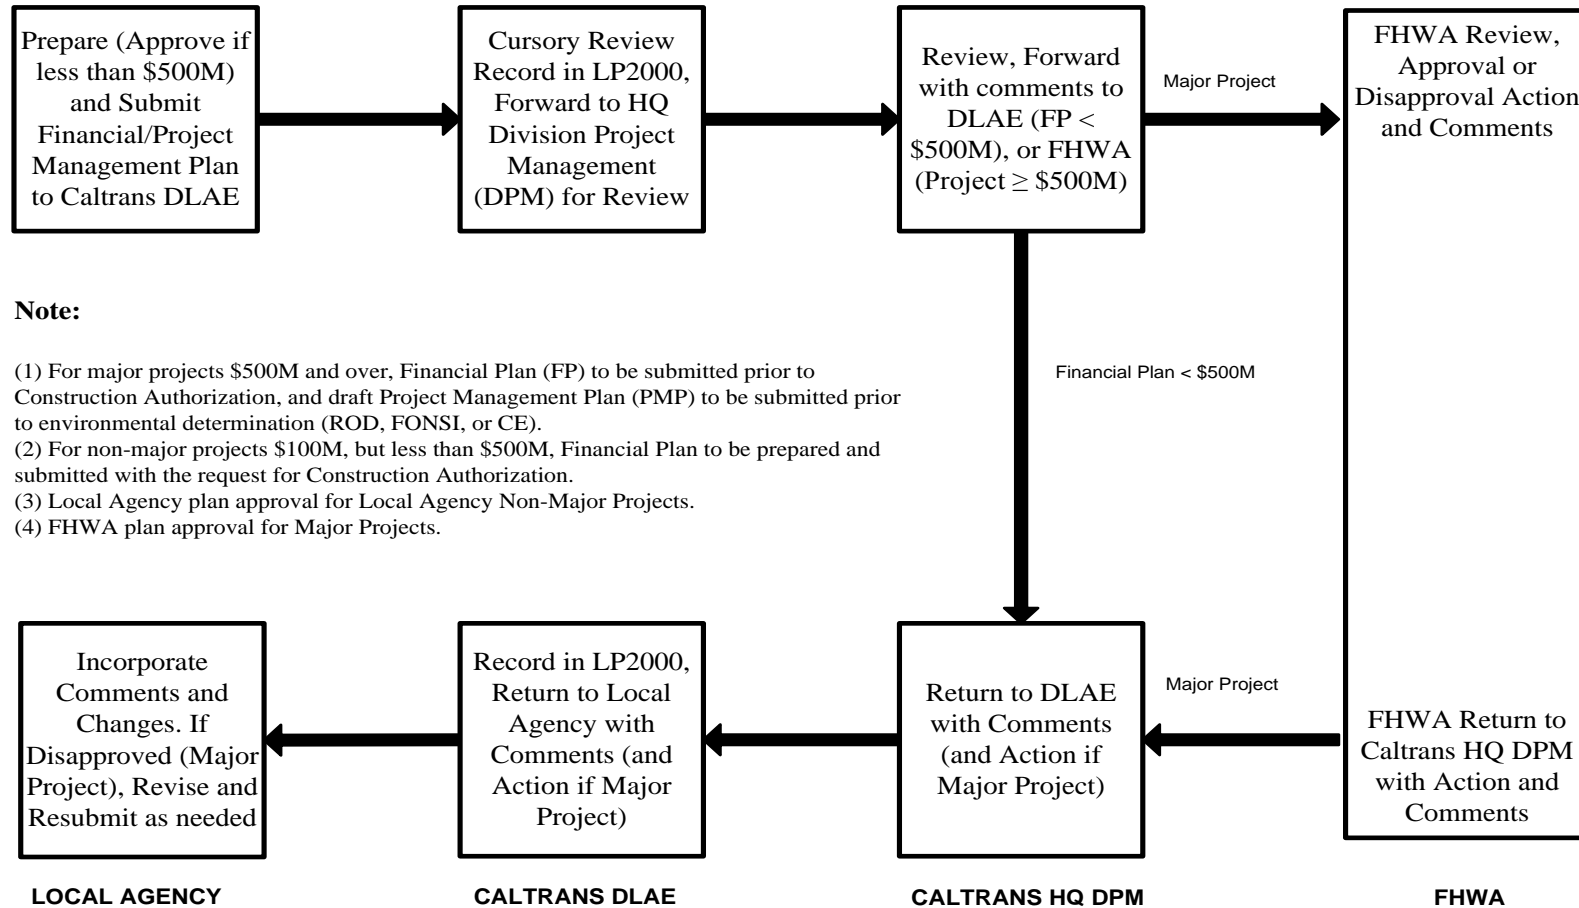 Prepare (Approve if
less than $500M)
and Submit
Financial/Project
Management Plan
to Caltrans DLAE
Cursory Review
Record in LP2000,
Forward to HQ
Division Project
Management
(DPM) for Review
Review, Forward
with comments to
DLAE (FP <
$500M), or FHWA
(Project ≥ $500M)
Major Project
FHWA Review,
Approval or
Disapproval Action
and Comments
Note:
(1) For major projects $500M and over, Financial Plan (FP) to be submitted prior to
Construction Authorization, and draft Project Management Plan (PMP) to be submitted prior
to environmental determination (ROD, FONSI, or CE).
(2) For non-major projects $100M, but less than $500M, Financial Plan to be prepared and
submitted with the request for Construction Authorization.
(3) Local Agency plan approval for Local Agency Non-Major Projects.
(4) FHWA plan approval for Major Projects.
Financial Plan < $500M
Incorporate
Comments and
Changes. If
Disapproved (Major
Project), Revise and
Resubmit as needed
Record in LP2000,
Return to Local
Agency with
Comments (and
Action if Major
Project)
Return to DLAE
with Comments
(and Action if
Major Project)
Major Project
FHWA Return to
Caltrans HQ DPM
with Action and
Comments
LOCAL AGENCY
CALTRANS DLAE
CALTRANS HQ DPM
FHWA